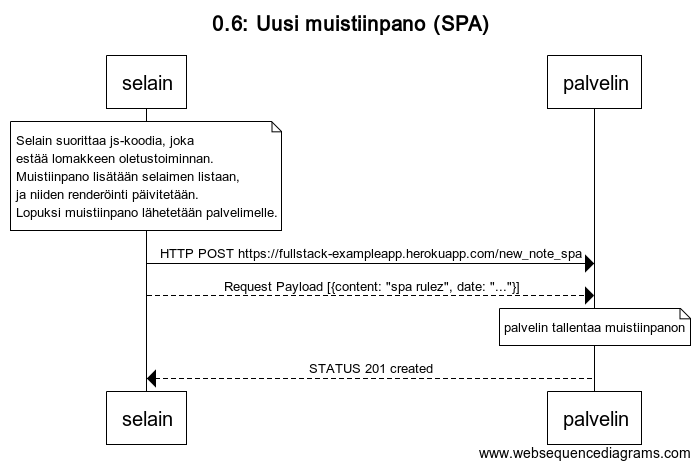 0.6: Uusi muistiinpano (SPA)
selain
palvelin
Selain suorittaa js-koodia, joka
estää lomakkeen oletustoiminnan.
Muistiinpano lisätään selaimen listaan,
ja niiden renderöinti päivitetään.
Lopuksi muistiinpano lähetetään palvelimelle.
HTTP POST https://fullstack-exampleapp.herokuapp.com/new_note_spa
Request Payload [{content: "spa rulez", date: "..."}]
palvelin tallentaa muistiinpanon
STATUS 201 created
selain
palvelin
www.websequencediagrams.com